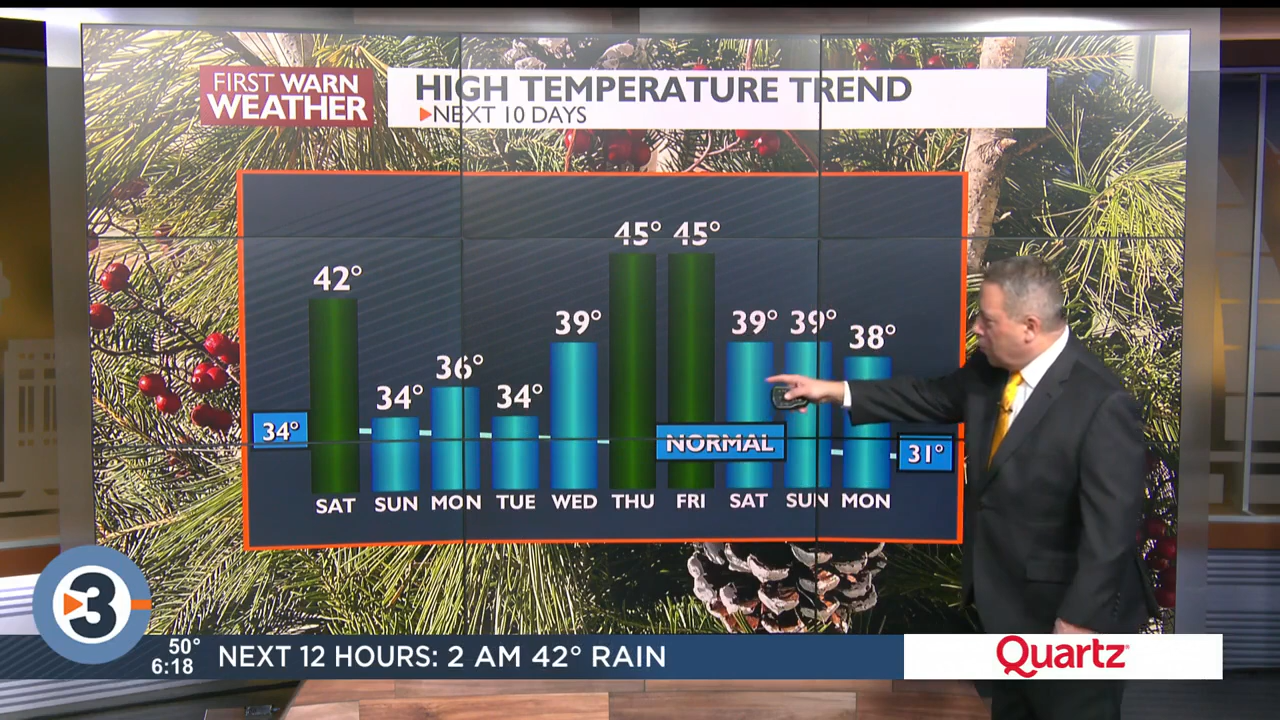 FIRST WARN
WEATHER
HIGH TEMPERATURE TREND
NEXT 10 DAYS
45° 45°
42°
39° 39° 39° 38°
36°
34° 34°
34° NORMAL 31°
SAT SUN MON TUE WED THU FRI SAT SUN MON
3
50°
6:18
NEXT 12 HOURS: 2 AM 42° RAIN
Quartz